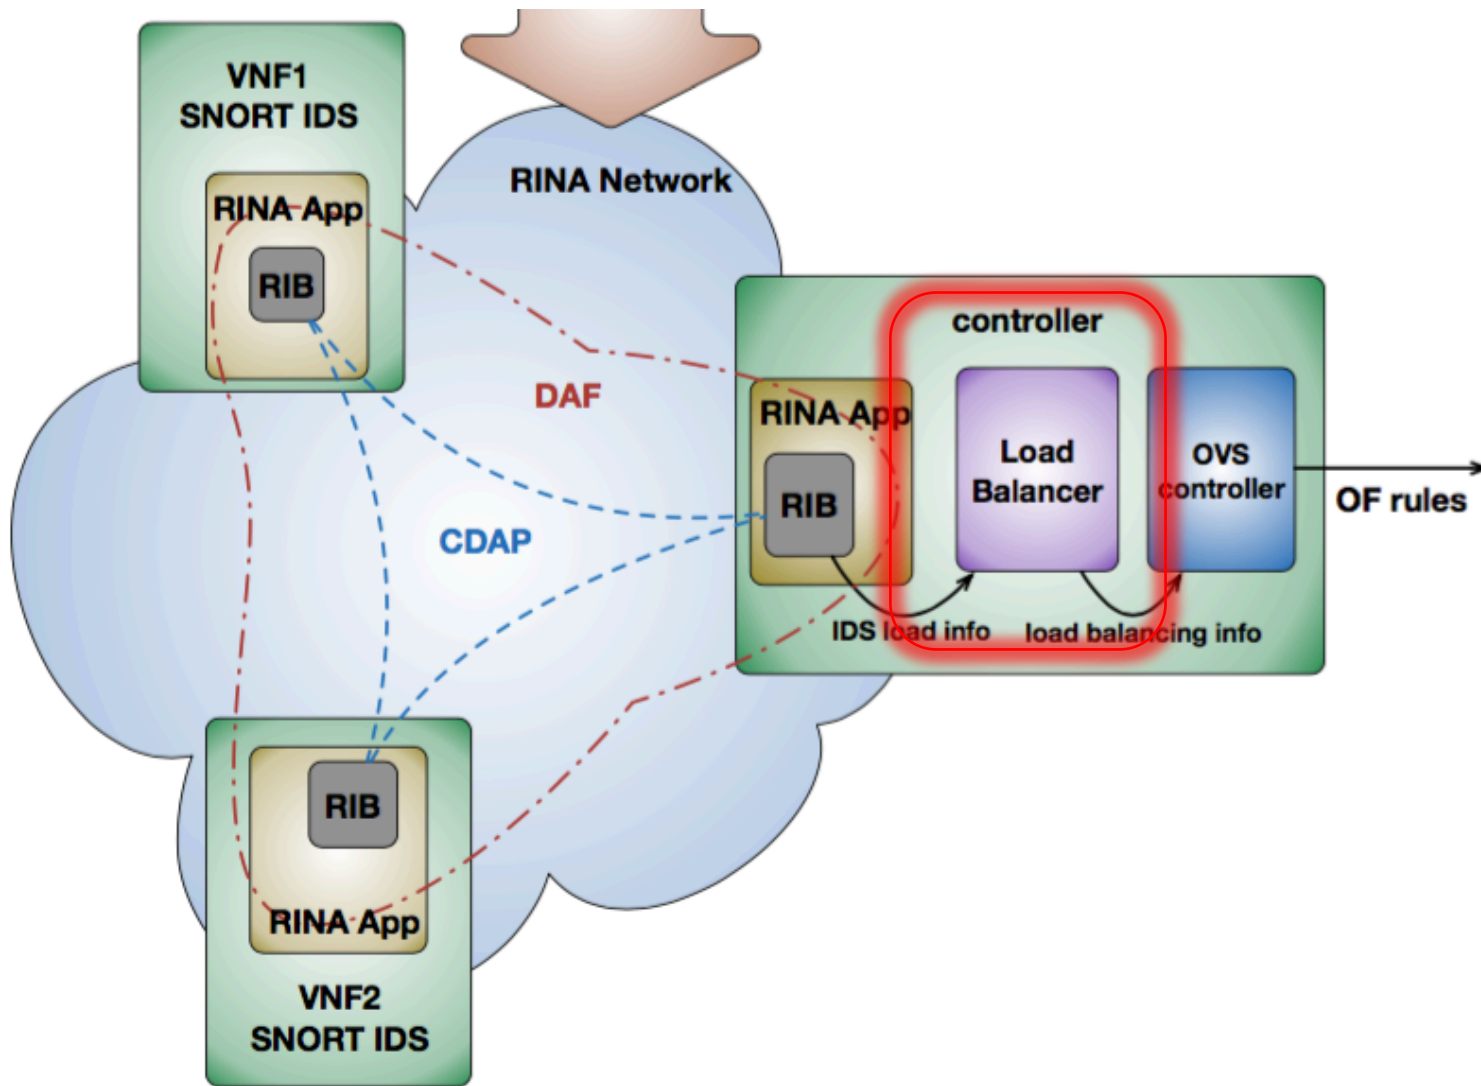 VNF1
SNORT IDS
RINA App
RIB
RINA Network
DAF
CDAP
controller
RINA App
RIB
Load
Balancer
OVS
controller
OF rules
IDS load info
load balancing info
RIB
RINA App
VNF2
SNORT IDS